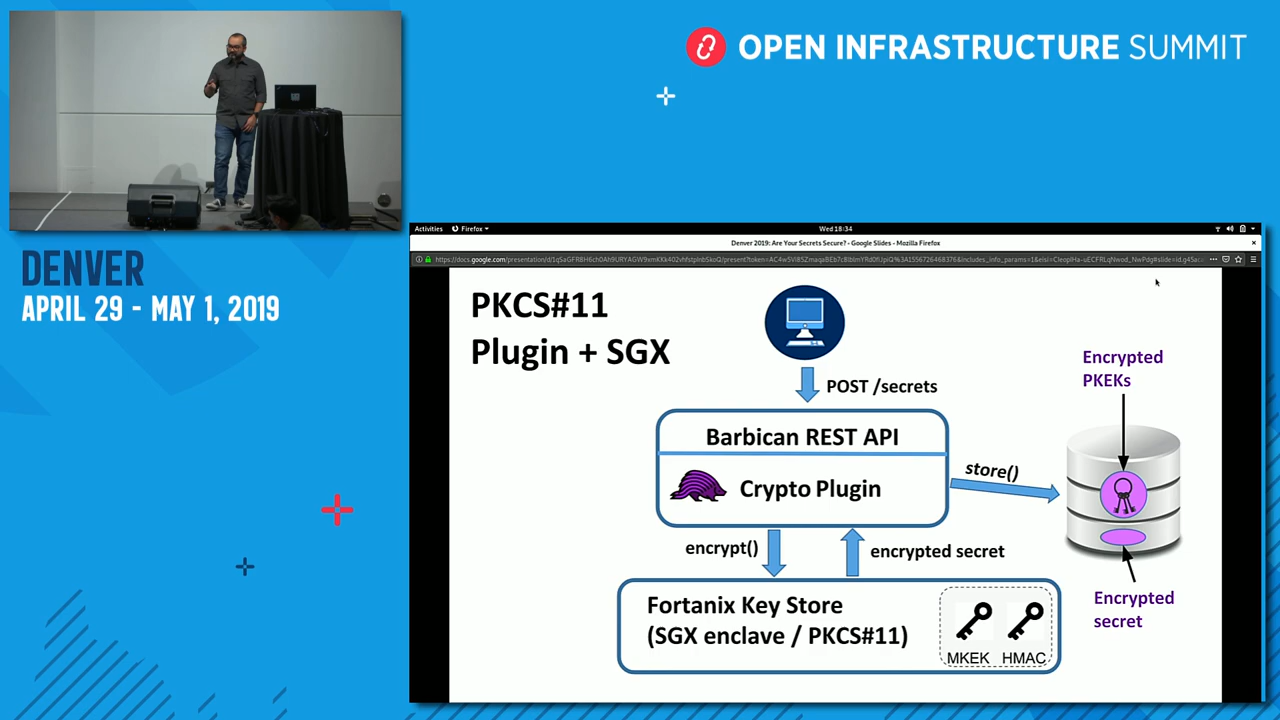 OPEN INFRASTRUCTURE SUMMIT
DENVER
APRIL 29 - MAY 1, 2019
Activities
Firefox
Wed 18:34
Denver 2019: Are Your Secrets Secure? - Google Slides - Mozilla Firefox
PKCS#11
Plugin + SGX
POST /secrets
Encrypted
PKEKs
Barbican REST API
Crypto Plugin
store()
encrypt()
encrypted secret
Fortanix Key Store
(SGX enclave / PKCS#11)
MKEK HMAC
Encrypted
secret